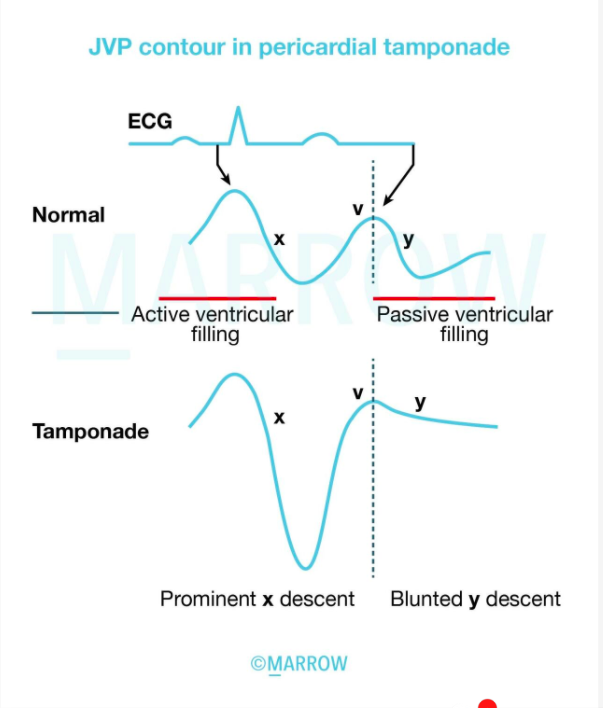 JVP contour in pericardial tamponade
ECG
Normal
x
v
y
MARROW
Active ventricular
filling
Passive ventricular
filling
Tamponade
x
v
y
Prominent x descent
Blunted y descent
©MARROW